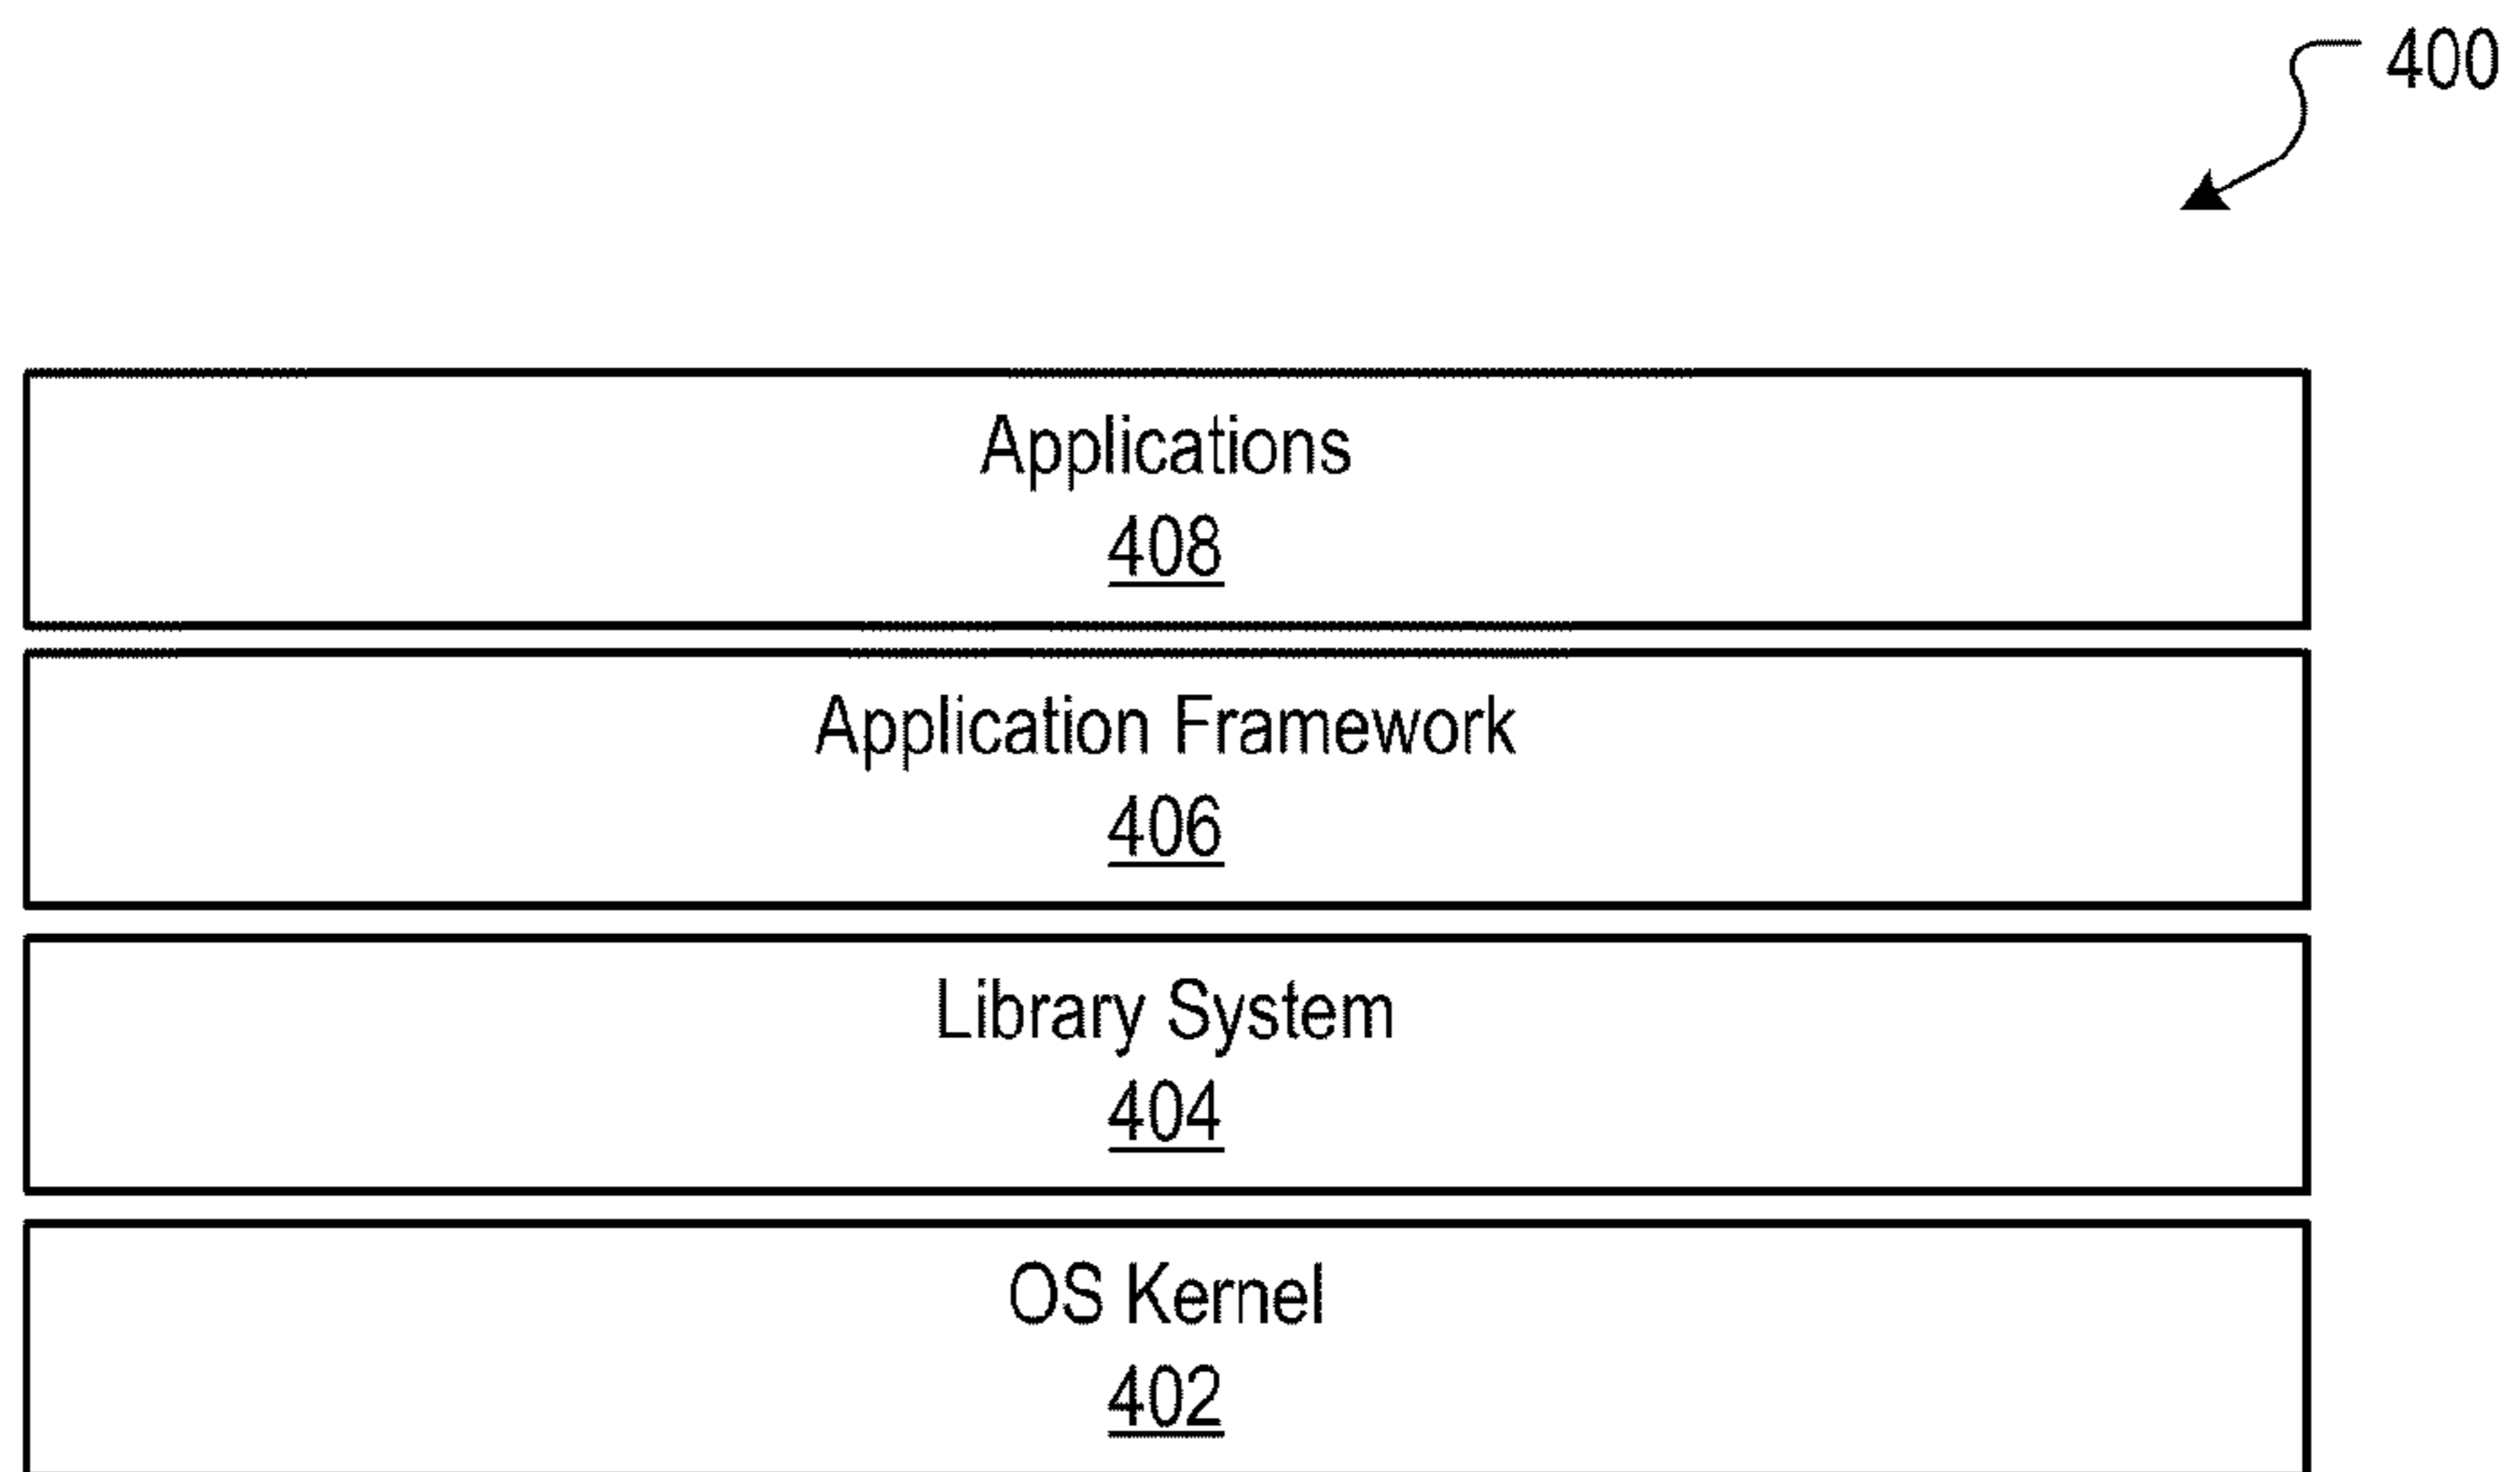 400
Applications
408
Application Framework
406
Library System
404
OS Kernel
402